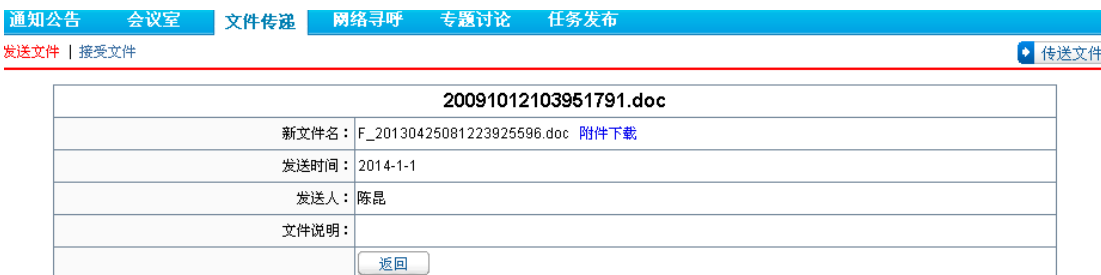 通知公告 会议室 文件传递 网络寻呼 专题讨论 任务发布
发送文件 | 接受文件 传送文件
20091012103951791.doc
新文件名： F_20130425081223925596.doc 附件下载
发送时间： 2014-1-1
发送人： 陈昆
文件说明：
返回